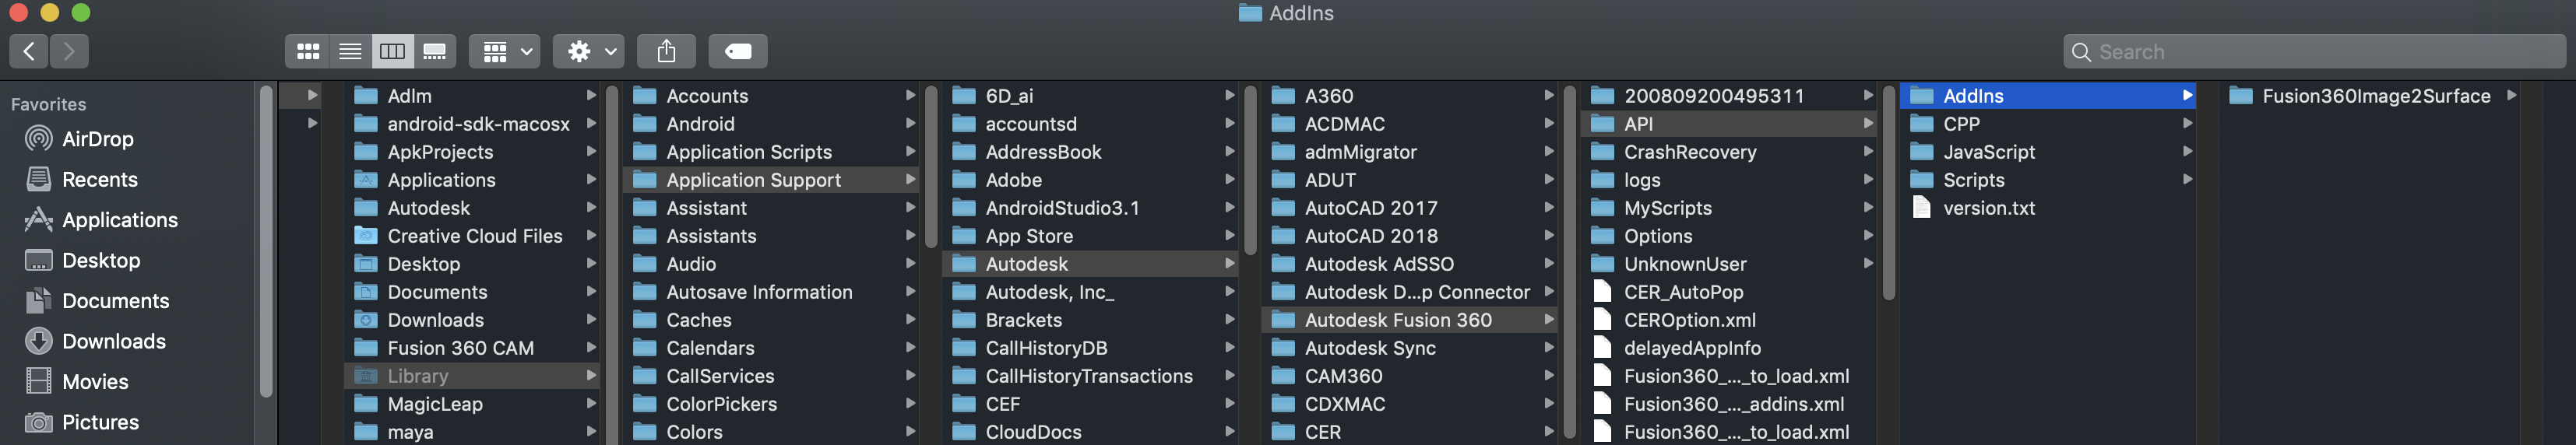 AddIns
Search
Favorites
AirDrop
Recents
Applications
Desktop
Documents
Downloads
Movies
Pictures
Adlm
android-sdk-macosx
ApkProjects
Applications
Autodesk
Creative Cloud Files
Desktop
Documents
Downloads
Fusion 360 CAM
Library
MagicLeap
maya
Accounts
Android
Application Scripts
Application Support
Assistant
Assistants
Audio
Autosave Information
Caches
Calendars
CallServices
ColorPickers
Colors
6D_ai
accountsd
AddressBook
Adobe
AndroidStudio3.1
App Store
Autodesk
Autodesk, Inc_
Brackets
CallHistoryDB
CallHistoryTransactions
CEF
CloudDocs
A360
ACDMAC
admMigrator
ADUT
AutoCAD 2017
AutoCAD 2018
Autodesk AdSSO
Autodesk D...p Connector
Autodesk Fusion 360
Autodesk Sync
CAM360
CDXMAC
CER
200809200495311
API
CrashRecovery
logs
MyScripts
Options
UnknownUser
CER_AutoPop
CEROption.xml
delayedAppInfo
Fusion360_..._to_load.xml
Fusion360_..._addins.xml
Fusion360_..._to_load.xml
AddIns
CPP
JavaScript
Scripts
version.txt
Fusion360Image2Surface